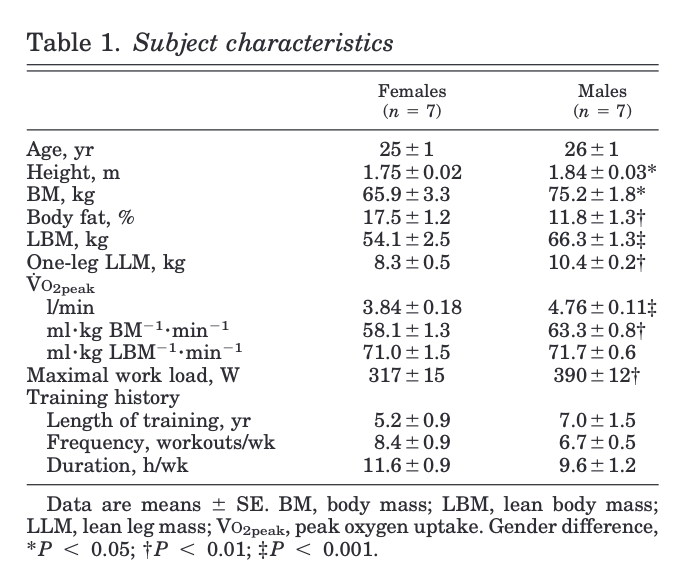 Table 1. Subject characteristics
Females Males
(n = 7) (n = 7)
Age, yr 25 ± 1 26 ± 1
Height, m 1.75 ± 0.02 1.84 ± 0.03*
BM, kg 65.9 ± 3.3 75.2 ± 1.8*
Body fat, % 17.5 ± 1.2 11.8 ± 1.3†
LBM, kg 54.1 ± 2.5 66.3 ± 1.3‡
One-leg LLM, kg 8.3 ± 0.5 10.4 ± 0.2†
V̇O2peak
l/min 3.84 ± 0.18 4.76 ± 0.11‡
ml·kg BM−1·min−1 58.1 ± 1.3 63.3 ± 0.8†
ml·kg LBM−1·min−1 71.0 ± 1.5 71.7 ± 0.6
Maximal work load, W 317 ± 15 390 ± 12†
Training history
Length of training, yr 5.2 ± 0.9 7.0 ± 1.5
Frequency, workouts/wk 8.4 ± 0.9 6.7 ± 0.5
Duration, h/wk 11.6 ± 0.9 9.6 ± 1.2
Data are means ± SE. BM, body mass; LBM, lean body mass;
LLM, lean leg mass; V̇O2peak, peak oxygen uptake. Gender difference,
*P < 0.05; †P < 0.01; ‡P < 0.001.